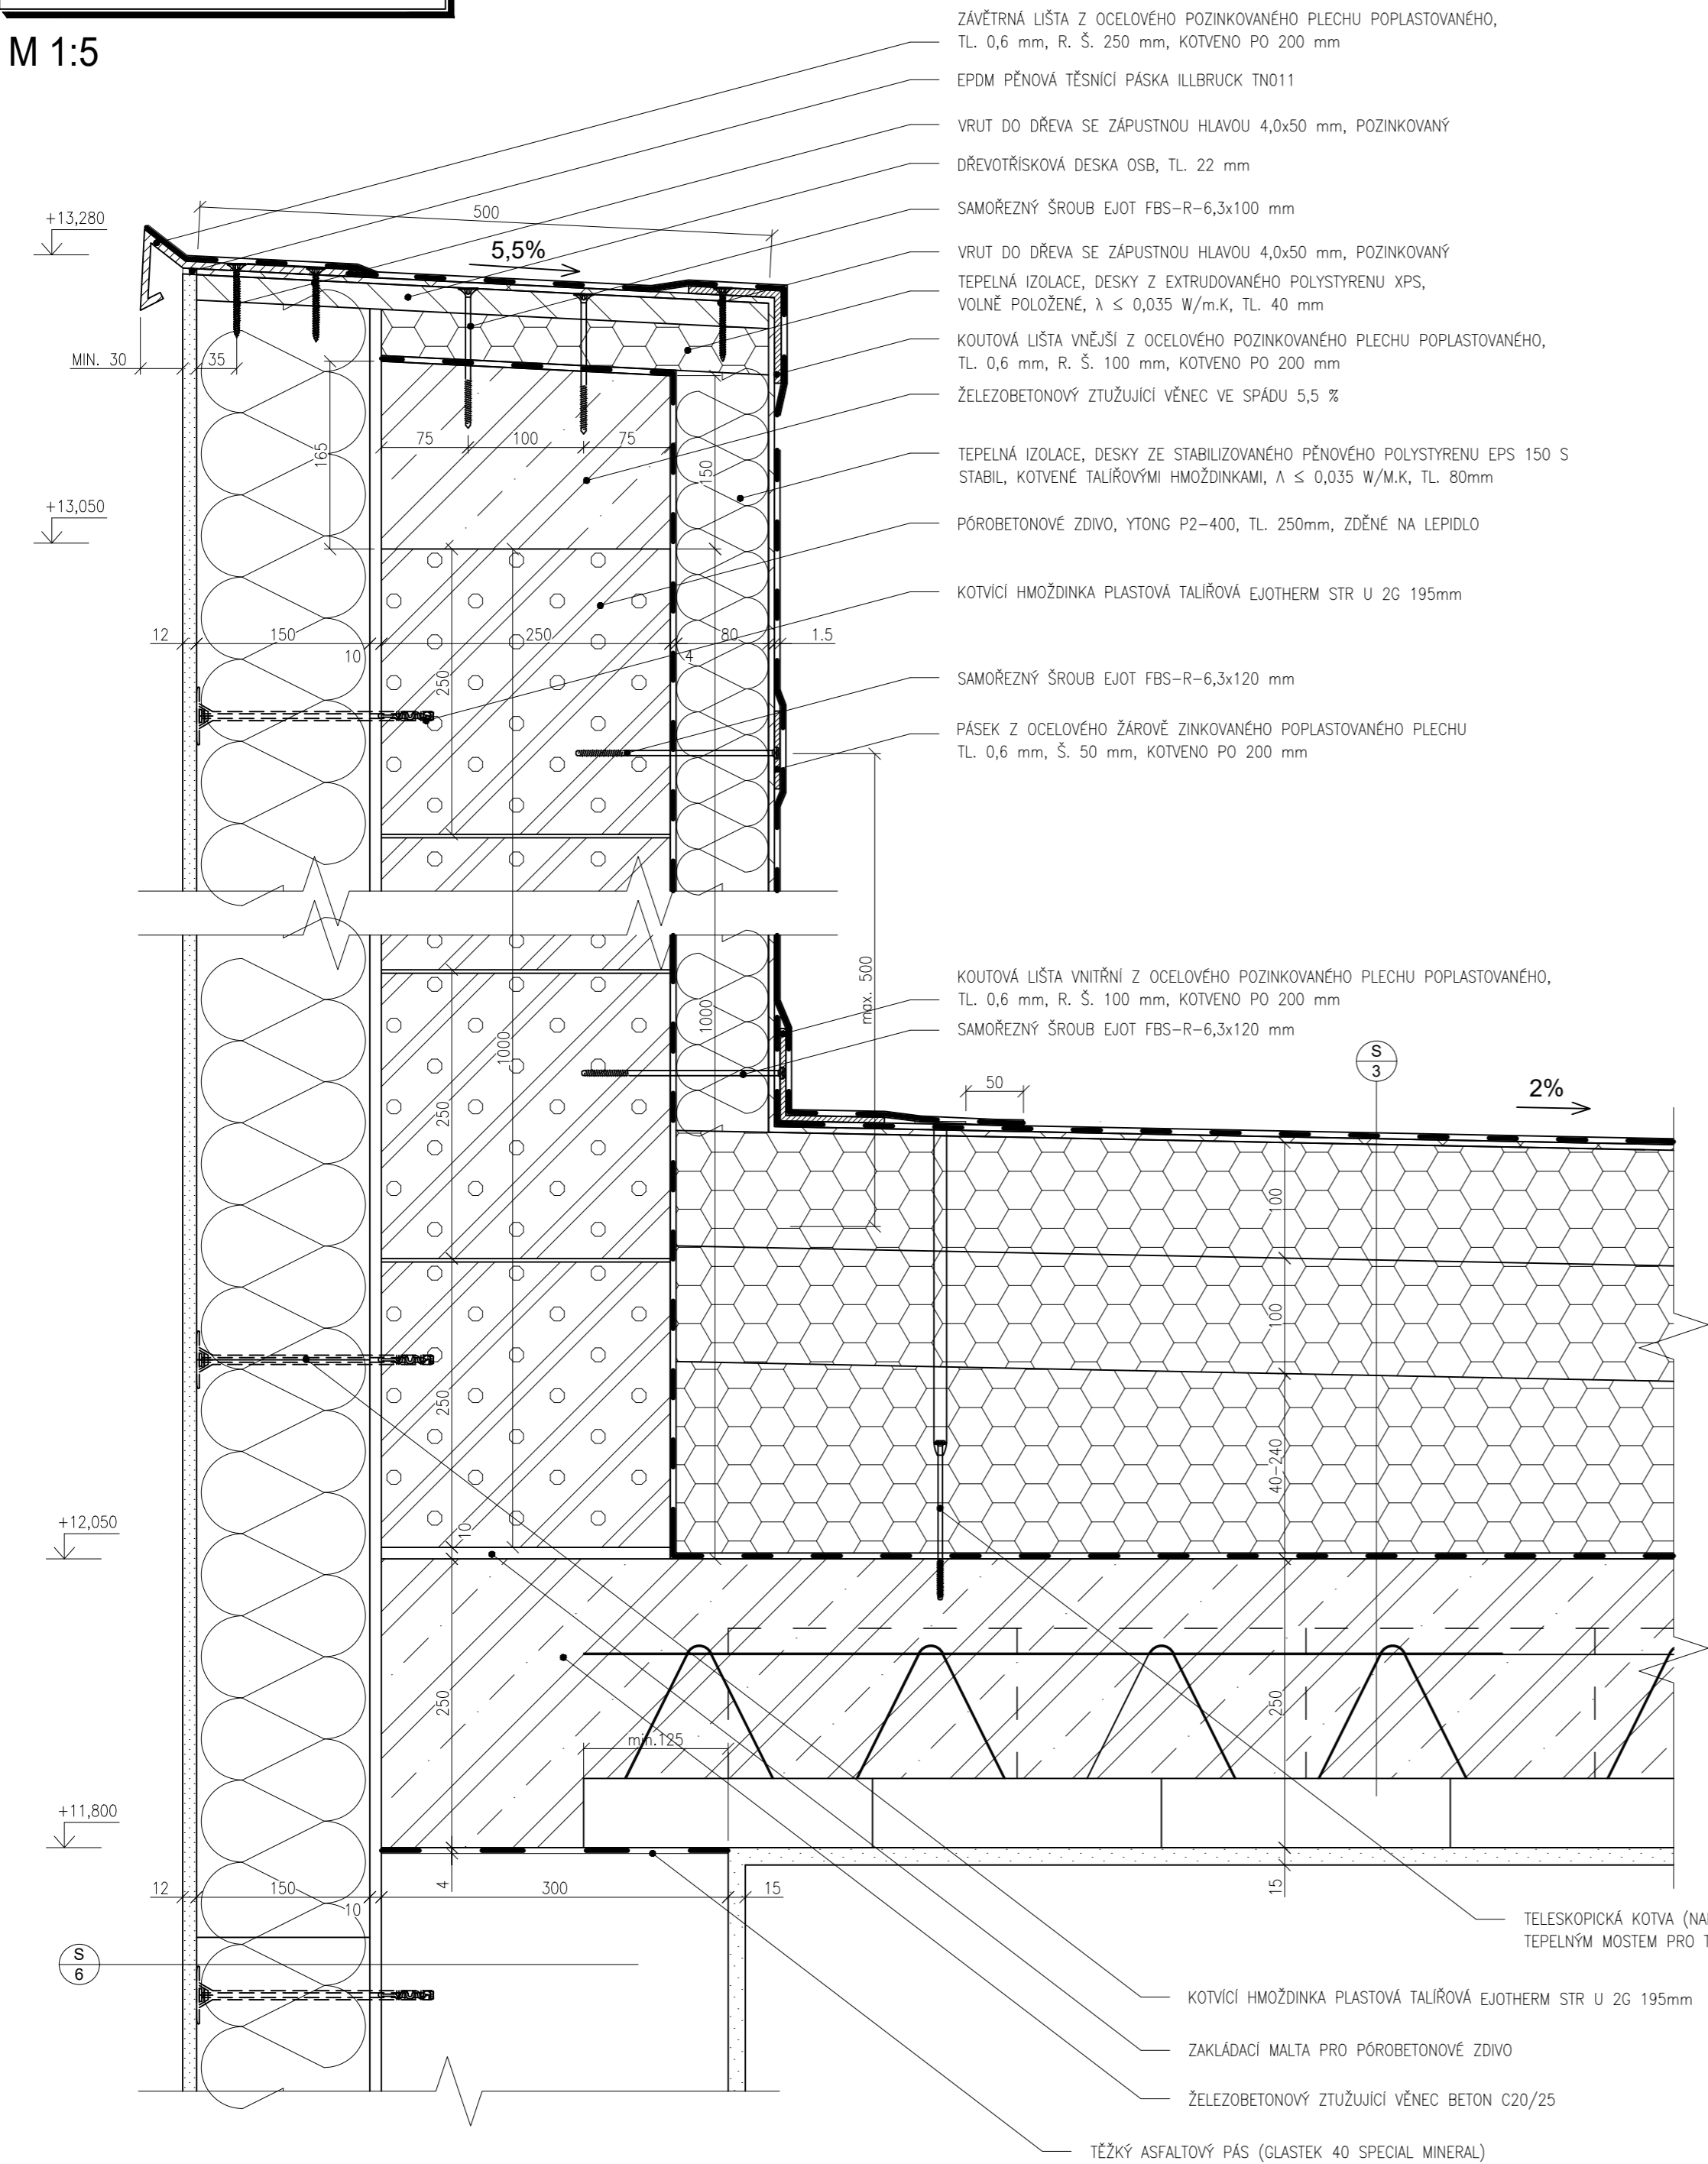 M 1:5
ZÁVĚTRNÁ LIŠTA Z OCELOVÉHO POZINKOVANÉHO PLECHU POPLASTOVANÉHO,
TL. 0,6 mm, R. Š. 250 mm, KOTVENO PO 200 mm
EPDM PĚNOVÁ TĚSNÍCÍ PÁSKA ILLBRUCK TN011
VRUT DO DŘEVA SE ZÁPUSTNOU HLAVOU 4,0x50 mm, POZINKOVANÝ
DŘEVOTŘÍSKOVÁ DESKA OSB, TL. 22 mm
SAMOŘEZNÝ ŠROUB EJOT FBS-R-6,3x100 mm
VRUT DO DŘEVA SE ZÁPUSTNOU HLAVOU 4,0x50 mm, POZINKOVANÝ
TEPELNÁ IZOLACE, DESKY Z EXTRUDOVANÉHO POLYSTYRENU XPS,
VOLNĚ POLOŽENÉ, λ ≤ 0,035 W/m.K, TL. 40 mm
KOUTOVÁ LIŠTA VNĚJŠÍ Z OCELOVÉHO POZINKOVANÉHO PLECHU POPLASTOVANÉHO,
TL. 0,6 mm, R. Š. 100 mm, KOTVENO PO 200 mm
ŽELEZOBETONOVÝ ZTUŽUJÍCÍ VĚNEC VE SPÁDU 5,5 %
TEPELNÁ IZOLACE, DESKY ZE STABILIZOVANÉHO PĚNOVÉHO POLYSTYRENU EPS 150 S
STABIL, KOTVENÉ TALÍŘOVÝMI HMOŽDINKAMI, Λ ≤ 0,035 W/M.K, TL. 80mm
PÓROBETONOVÉ ZDIVO, YTONG P2-400, TL. 250mm, ZDĚNÉ NA LEPIDLO
KOTVÍCÍ HMOŽDINKA PLASTOVÁ TALÍŘOVÁ EJOTHERM STR U 2G 195mm
SAMOŘEZNÝ ŠROUB EJOT FBS-R-6,3x120 mm
PÁSEK Z OCELOVÉHO ŽÁROVĚ ZINKOVANÉHO POPLASTOVANÉHO PLECHU
TL. 0,6 mm, Š. 50 mm, KOTVENO PO 200 mm
KOUTOVÁ LIŠTA VNITŘNÍ Z OCELOVÉHO POZINKOVANÉHO PLECHU POPLASTOVANÉHO,
TL. 0,6 mm, R. Š. 100 mm, KOTVENO PO 200 mm
SAMOŘEZNÝ ŠROUB EJOT FBS-R-6,3x120 mm
+13,280
500
5,5%
MIN. 30
35
165
75
100
75
150
+13,050
12
150
10
250
4
80
1.5
250
1000
1000
max. 500
250
250
10
50
S
3
2%
100
100
40-240
+12,050
250
min.125
250
+11,800
12
150
10
4
300
15
15
S
6
TELESKOPICKÁ KOTVA
TEPELNÝM MOSTEM PRO
KOTVÍCÍ HMOŽDINKA PLASTOVÁ TALÍŘOVÁ EJOTHERM STR U 2G 195mm
ZAKLÁDACÍ MALTA PRO PÓROBETONOVÉ ZDIVO
ŽELEZOBETONOVÝ ZTUŽUJÍCÍ VĚNEC BETON C20/25
TĚŽKÝ ASFALTOVÝ PÁS (GLASTEK 40 SPECIAL MINERAL)